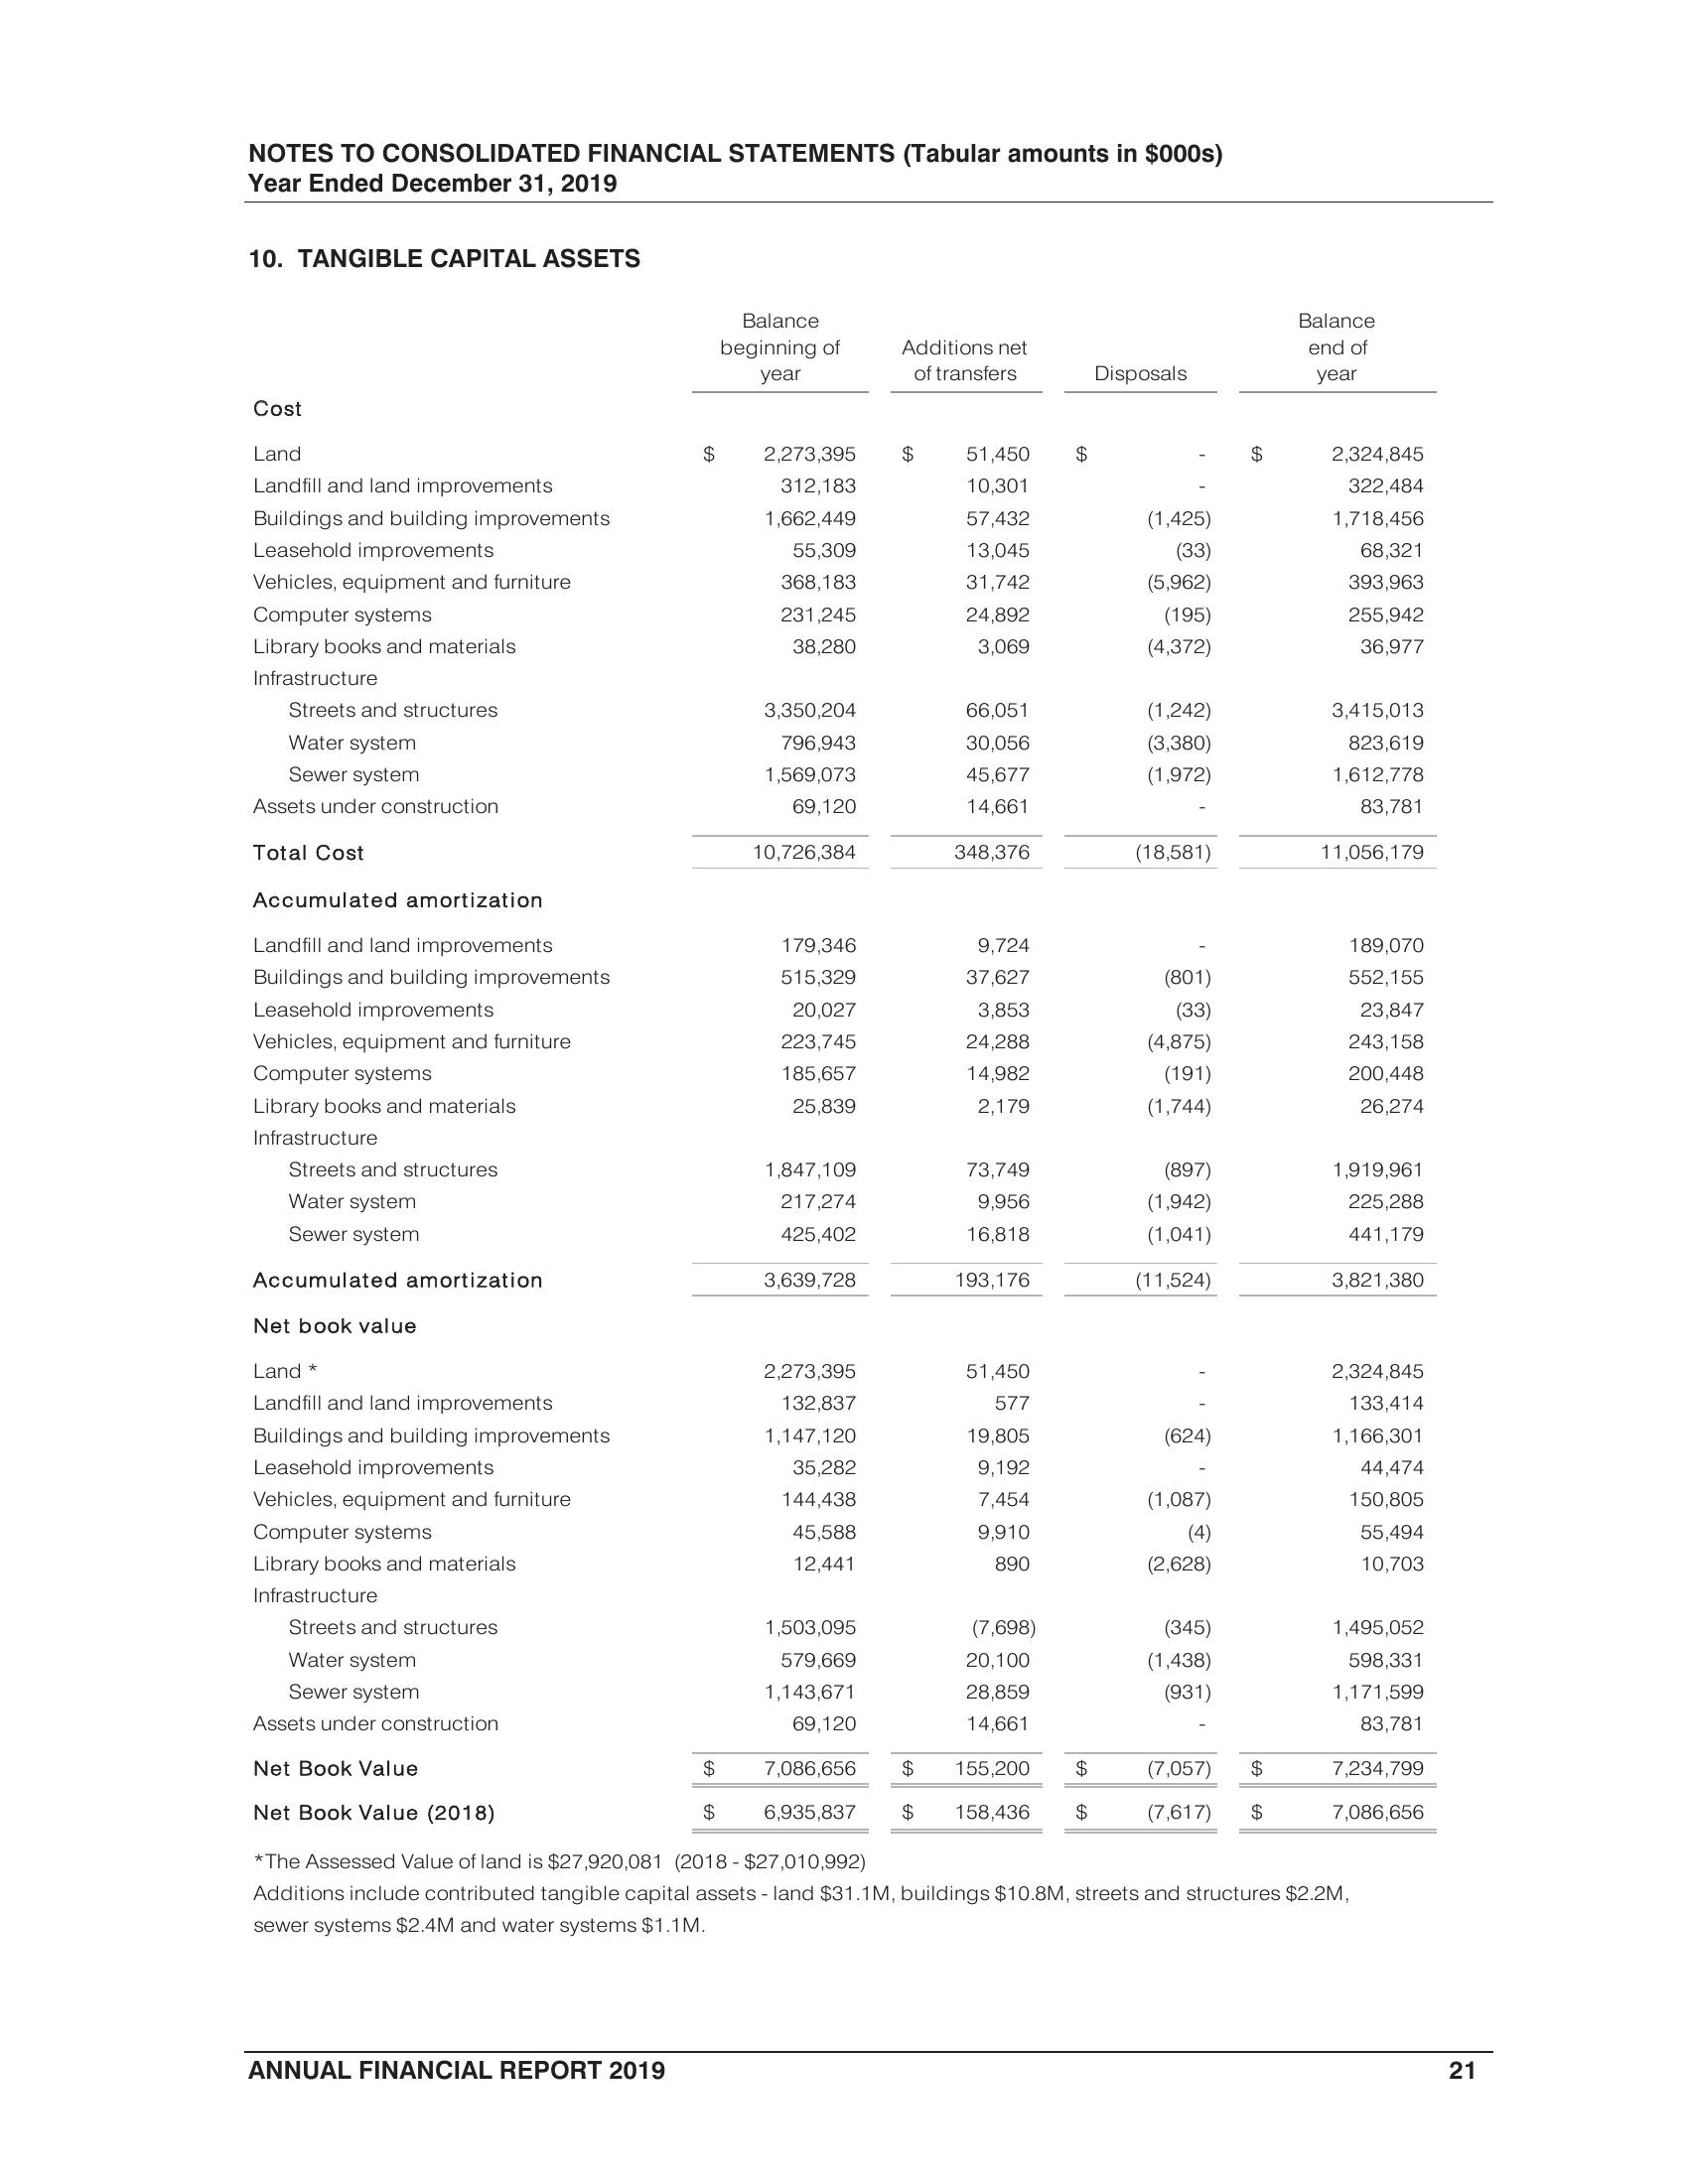 NOTES TO CONSOLIDATED FINANCIAL STATEMENTS (Tabular amounts in $000s)
Year Ended December 31, 2019
10. TANGIBLE CAPITAL ASSETS
Balance Balance
beginning of Additions net end of
year of transfers Disposals year
Cost
Land $ 2,273,395 $ 51,450 $ - $ 2,324,845
Landfill and land improvements 312,183 10,301 - 322,484
Buildings and building improvements 1,662,449 57,432 (1,425) 1,718,456
Leasehold improvements 55,309 13,045 (33) 68,321
Vehicles, equipment and furniture 368,183 31,742 (5,962) 393,963
Computer systems 231,245 24,892 (195) 255,942
Library books and materials 38,280 3,069 (4,372) 36,977
Infrastructure
Streets and structures 3,350,204 66,051 (1,242) 3,415,013
Water system 796,943 30,056 (3,380) 823,619
Sewer system 1,569,073 45,677 (1,972) 1,612,778
Assets under construction 69,120 14,661 - 83,781
Total Cost 10,726,384 348,376 (18,581) 11,056,179
Accumulated amortization
Landfill and land improvements 179,346 9,724 - 189,070
Buildings and building improvements 515,329 37,627 (801) 552,155
Leasehold improvements 20,027 3,853 (33) 23,847
Vehicles, equipment and furniture 223,745 24,288 (4,875) 243,158
Computer systems 185,657 14,982 (191) 200,448
Library books and materials 25,839 2,179 (1,744) 26,274
Infrastructure
Streets and structures 1,847,109 73,749 (897) 1,919,961
Water system 217,274 9,956 (1,942) 225,288
Sewer system 425,402 16,818 (1,041) 441,179
Accumulated amortization 3,639,728 193,176 (11,524) 3,821,380
Net book value
Land * 2,273,395 51,450 - 2,324,845
Landfill and land improvements 132,837 577 - 133,414
Buildings and building improvements 1,147,120 19,805 (624) 1,166,301
Leasehold improvements 35,282 9,192 - 44,474
Vehicles, equipment and furniture 144,438 7,454 (1,087) 150,805
Computer systems 45,588 9,910 (4) 55,494
Library books and materials 12,441 890 (2,628) 10,703
Infrastructure
Streets and structures 1,503,095 (7,698) (345) 1,495,052
Water system 579,669 20,100 (1,438) 598,331
Sewer system 1,143,671 28,859 (931) 1,171,599
Assets under construction 69,120 14,661 - 83,781
Net Book Value $ 7,086,656 $ 155,200 $ (7,057) $ 7,234,799
Net Book Value (2018) $ 6,935,837 $ 158,436 $ (7,617) $ 7,086,656
*The Assessed Value of land is $27,920,081 (2018 - $27,010,992)
Additions include contributed tangible capital assets - land $31.1M, buildings $10.8M, streets and structures $2.2M,
sewer systems $2.4M and water systems $1.1M.
ANNUAL FINANCIAL REPORT 2019 21